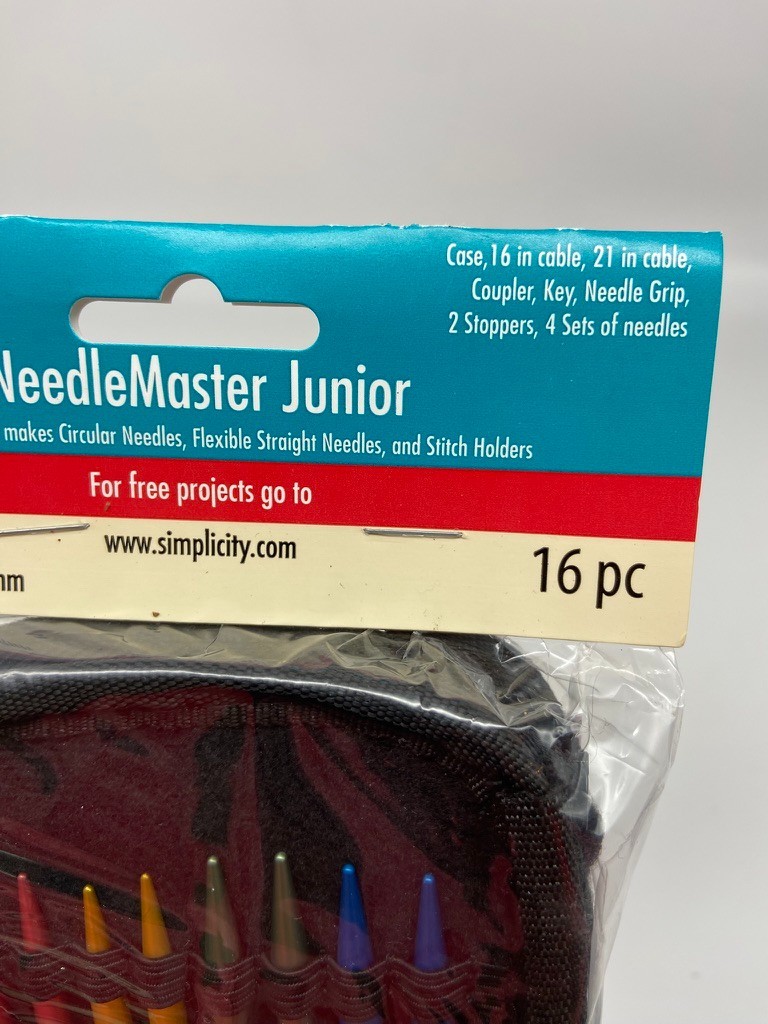 Case,16 in cable, 21 in cable,
Coupler, Key, Needle Grip,
2 Stoppers, 4 Sets of needles
NeedleMaster Junior
makes Circular Needles, Flexible Straight Needles, and Stitch Holders
For free projects go to
www.simplicity.com
16 pc